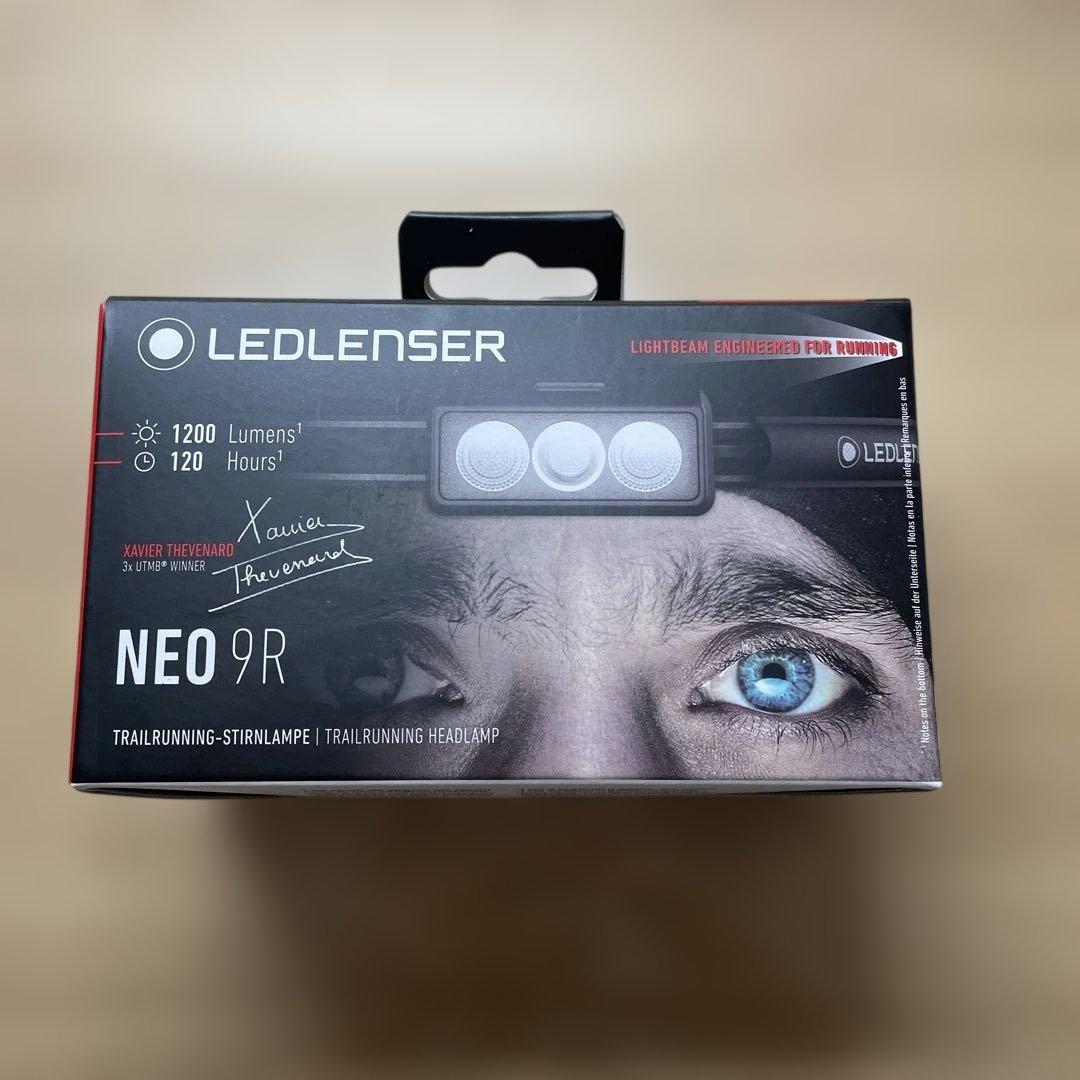 LEDLENSER
LIGHTBEAM ENGINEERED FOR RUNNING
1200 Lumens¹
120 Hours¹
LEDLEN
Xavier
Thevenard
XAVIER THEVENARD
3x UTMB® WINNER
NEO 9R
TRAILRUNNING-STIRNLAMPE | TRAILRUNNING HEADLAMP
¹ Notes on the bottom | Hinweise auf der Unterseite | Notas en la parte inferior | Remarques en bas